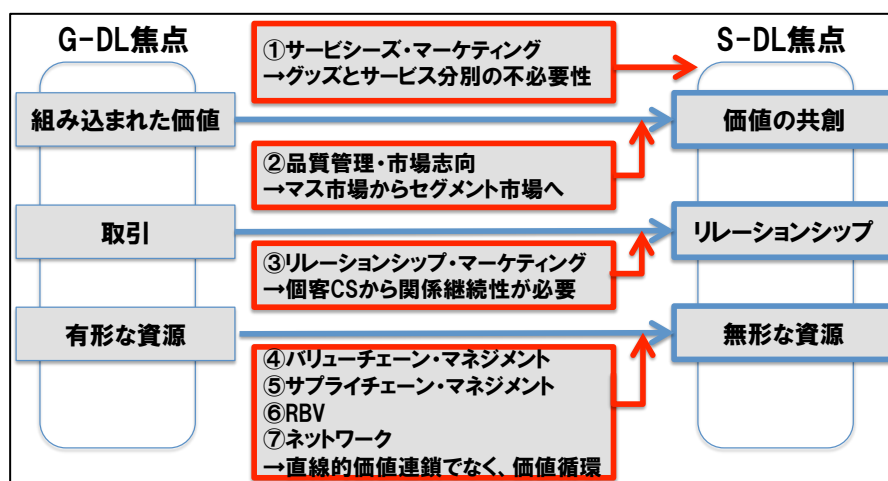 G-DL焦点
S-DL焦点
①サービシーズ・マーケティング
→グッズとサービス分別の不必要性
組み込まれた価値
価値の共創
②品質管理・市場志向
→マス市場からセグメント市場へ
取引
リレーションシップ
③リレーションシップ・マーケティング
→個客CSから関係継続性が必要
有形な資源
無形な資源
④バリューチェーン・マネジメント
⑤サプライチェーン・マネジメント
⑥RBV
⑦ネットワーク
→直線的価値連鎖でなく、価値循環